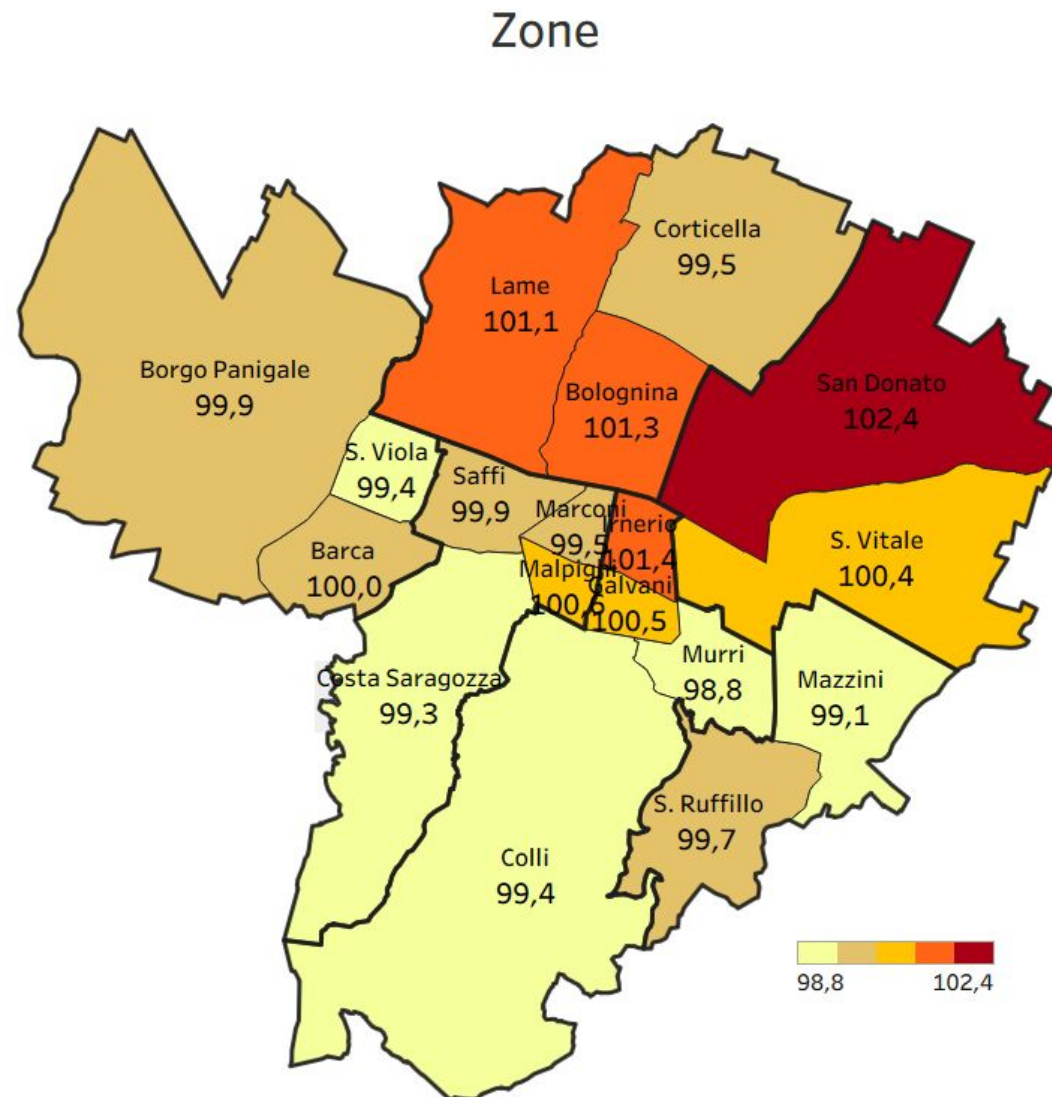 Zone
Corticella
99,5
Lame
101,1
Borgo Panigale
99,9
Bolognina
101,3
San Donato
102,4
S. Viola
99,4
Saffi
99,9
Marconi
99,5
Irnerio
101,4
S. Vitale
100,4
Barca
100,0
Malpighi
Galvani
100,5
Murri
98,8
Mazzini
99,1
Costa Saragozza
99,3
S. Ruffillo
99,7
Colli
99,4
98,8
102,4